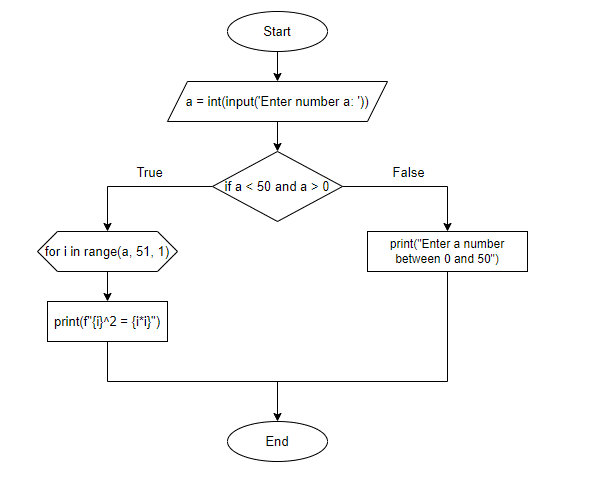 Start
a = int(input('Enter number a: '))
if a < 50 and a > 0
True
False
for i in range(a, 51, 1)
print("Enter a number
between 0 and 50")
print(f"{i}^2 = {i*i}")
End